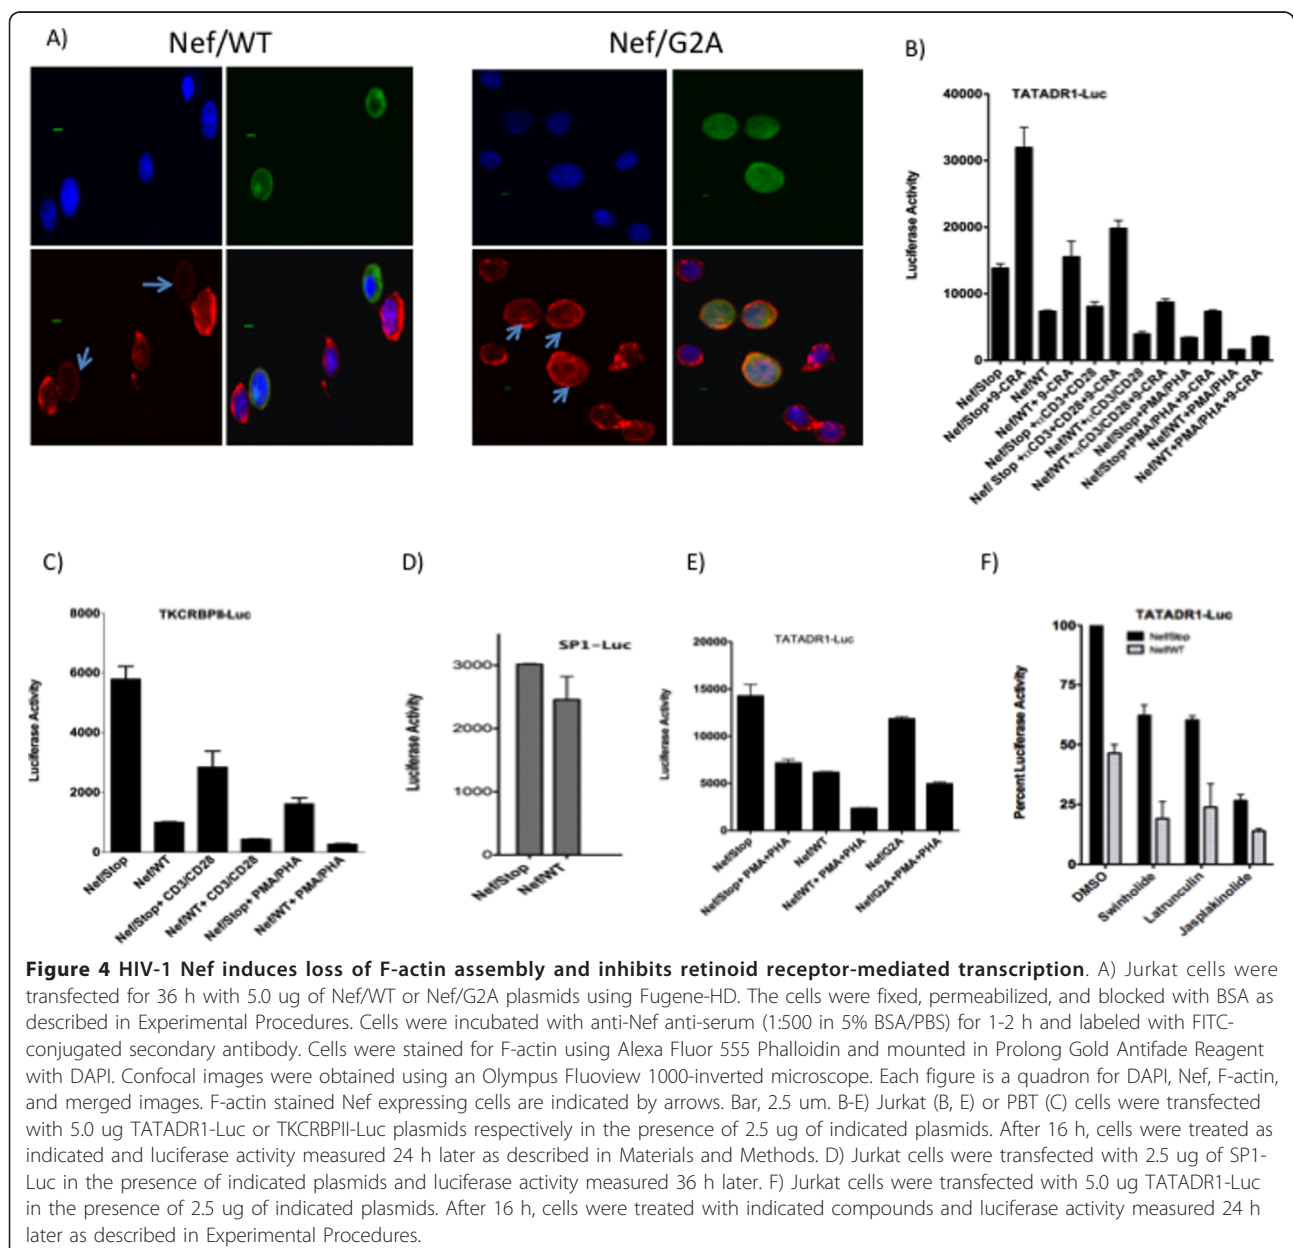 A)
Nef/WT
Nef/G2A
B)
TATADR1-Luc
Luciferase Activity
40000
30000
20000
10000
0
Nef/Stop
Nef/Stop+9-CRA
Nef/WT
Nef/WT+ 9-CRA
Nef/Stop +αCD3+CD28
Nef/ Stop +αCD3+CD28+9-CRA
Nef/WT+αCD3/CD28
Nef/WT+αCD3/CD28+9-CRA
Nef/Stop+PMA/PHA
Nef/Stop+PMA/PHA+9-CRA
Nef/WT+PMA/PHA
Nef/WT+PMA/PHA+9-CRA
C)
TKCRBPII-Luc
Luciferase Activity
8000
6000
4000
2000
0
Nef/Stop
Nef/WT
Nef/Stop+ CD3/CD28
Nef/WT+ CD3/CD28
Nef/Stop+ PMA/PHA
Nef/WT+ PMA/PHA
D)
SP1-Luc
Luciferase Activity
3000
2000
1000
0
Nef/Stop
Nef/WT
E)
TATADR1-Luc
Luciferase Activity
20000
15000
10000
5000
0
Nef/Stop
Nef/Stop+ PMA+PHA
Nef/WT
Nef/WT+ PMA+PHA
Nef/G2A
Nef/G2A+PMA+PHA
F)
TATADR1-Luc
Nef/Stop
Nef/WT
Percent Luciferase Activity
100
75
50
25
0
DMSO
Swinholide
Latrunculin
Jasplakinolide
Figure 4 HIV-1 Nef induces loss of F-actin assembly and inhibits retinoid receptor-mediated transcription. A) Jurkat cells were
transfected for 36 h with 5.0 ug of Nef/WT or Nef/G2A plasmids using Fugene-HD. The cells were fixed, permeabilized, and blocked with BSA as
described in Experimental Procedures. Cells were incubated with anti-Nef anti-serum (1:500 in 5% BSA/PBS) for 1-2 h and labeled with FITC-
conjugated secondary antibody. Cells were stained for F-actin using Alexa Fluor 555 Phalloidin and mounted in Prolong Gold Antifade Reagent
with DAPI. Confocal images were obtained using an Olympus Fluoview 1000-inverted microscope. Each figure is a quadron for DAPI, Nef, F-actin,
and merged images. F-actin stained Nef expressing cells are indicated by arrows. Bar, 2.5 um. B-E) Jurkat (B, E) or PBT (C) cells were transfected
with 5.0 ug TATADR1-Luc or TKCRBPII-Luc plasmids respectively in the presence of 2.5 ug of indicated plasmids. After 16 h, cells were treated as
indicated and luciferase activity measured 24 h later as described in Materials and Methods. D) Jurkat cells were transfected with 2.5 ug of SP1-
Luc in the presence of indicated plasmids and luciferase activity measured 36 h later. F) Jurkat cells were transfected with 5.0 ug TATADR1-Luc
in the presence of 2.5 ug of indicated plasmids. After 16 h, cells were treated with indicated compounds and luciferase activity measured 24 h
later as described in Experimental Procedures.